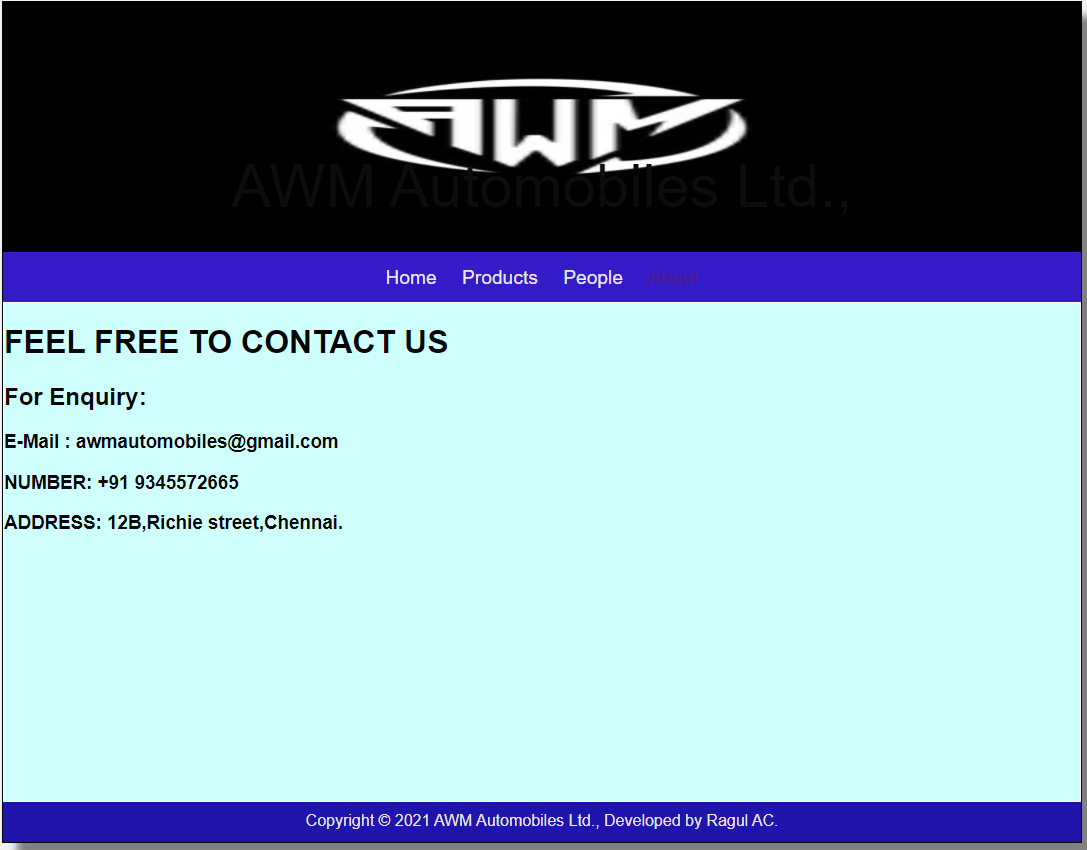 AWM
AWM Automobiles Ltd.,
Home Products People About
FEEL FREE TO CONTACT US
For Enquiry:
E-Mail : awmautomobiles@gmail.com
NUMBER: +91 9345572665
ADDRESS: 12B,Richie street,Chennai.
Copyright © 2021 AWM Automobiles Ltd., Developed by Ragul AC.